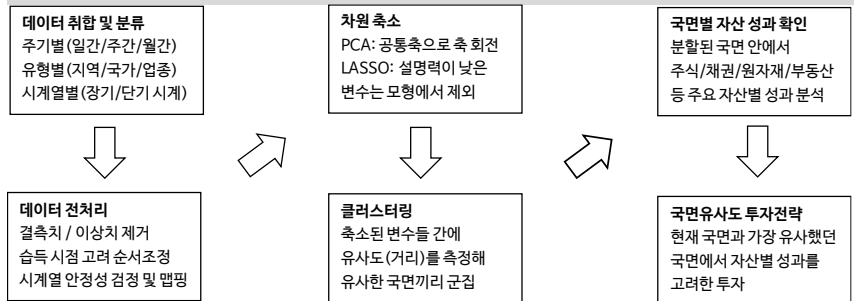 데이터 취합 및 분류
주기별(일간/주간/월간)
유형별(지역/국가/업종)
시계열별(장기/단기 시계)
데이터 전처리
결측치 / 이상치 제거
습득 시점 고려 순서조정
시계열 안정성 검정 및 맵핑
차원 축소
PCA: 공통축으로 축 회전
LASSO: 설명력이 낮은
변수는 모형에서 제외
클러스터링
축소된 변수들 간에
유사도(거리)를 측정해
유사한 국면끼리 군집
국면별 자산 성과 확인
분할된 국면 안에서
주식/채권/원자재/부동산
등 주요 자산별 성과 분석
국면유사도 투자전략
현재 국면과 가장 유사했던
국면에서 자산별 성과를
고려한 투자